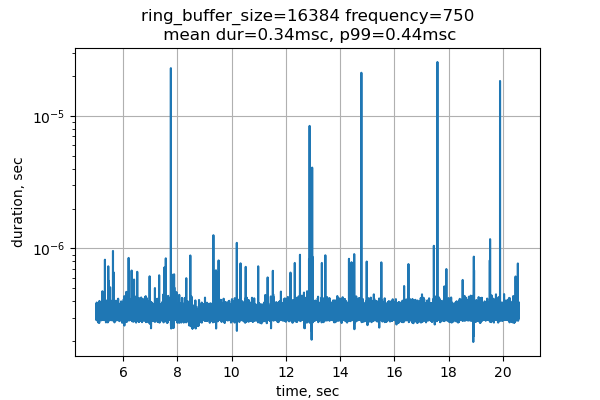 ring_buffer_size=16384 frequency=750
mean dur=0.34msc, p99=0.44msc
10⁻⁵
10⁻⁶
duration, sec
6 8 10 12 14 16 18 20
time, sec